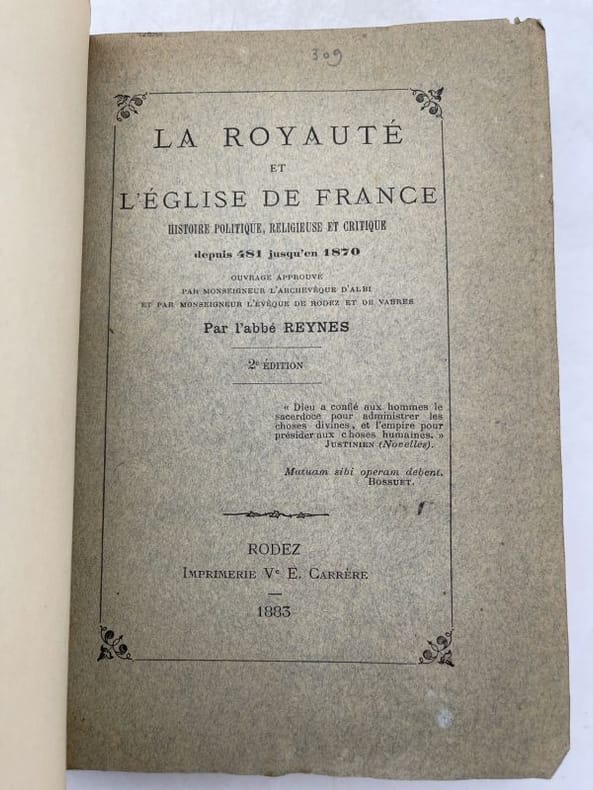 309
LA ROYAUTÉ
ET
L'ÉGLISE DE FRANCE
HISTOIRE POLITIQUE, RELIGIEUSE ET CRITIQUE
depuis 481 jusqu'en 1870
OUVRAGE APPROUVÉ
PAR MONSEIGNEUR L'ARCHEVÊQUE D'ALBI
ET PAR MONSEIGNEUR L'ÉVÊQUE DE RODEZ ET DE VABRES
Par l'abbé REYNES
2e ÉDITION
« Dieu a confié aux hommes le
sacerdoce pour administrer les
choses divines, et l'empire pour
présider aux choses humaines. »
JUSTINIEN (Novelles).
Mutuam sibi operam debent.
BOSSUET.
RODEZ
IMPRIMERIE Ve E. CARRÈRE
1883